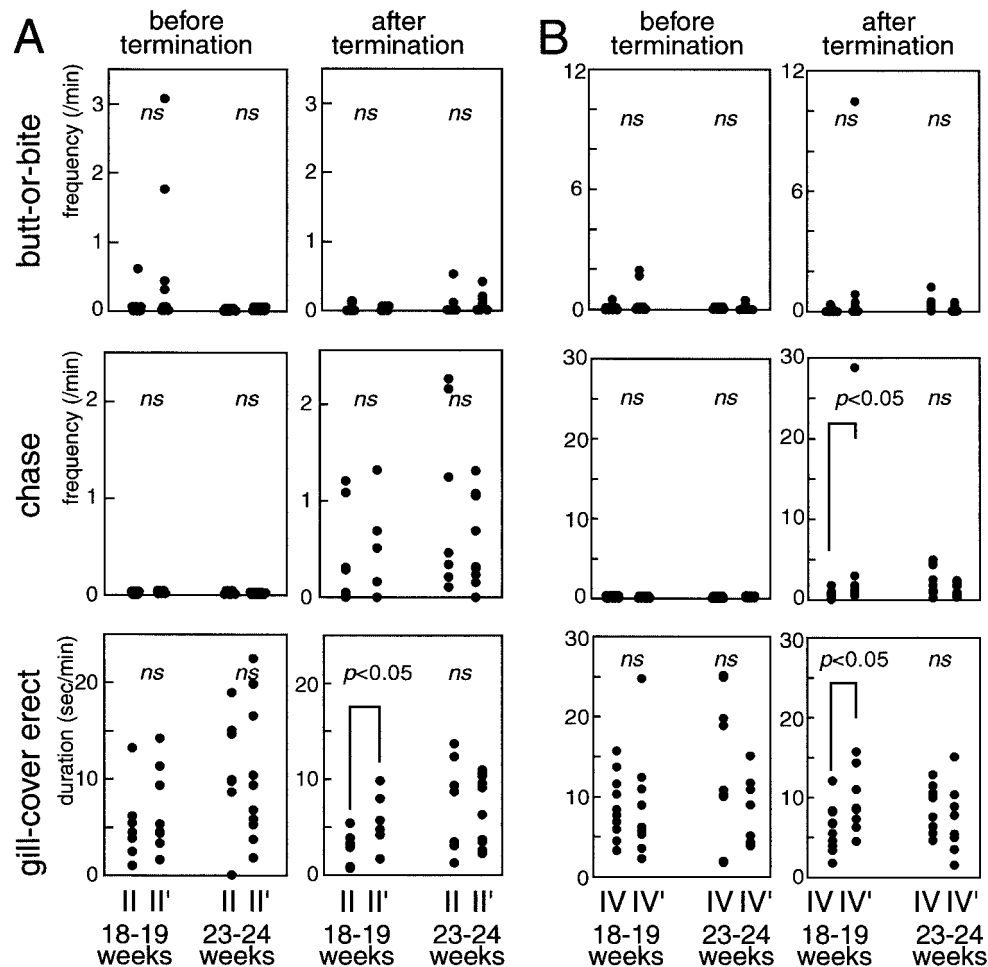 A
before
termination
after
termination
B
before
termination
after
termination
butt-or-bite
frequency (/min)
3
2
1
0
ns
ns
3
2
1
0
ns
ns
12
6
0
ns
ns
12
6
0
ns
ns
chase
frequency (/min)
2
1
0
ns
ns
2
1
0
ns
ns
30
20
10
0
ns
ns
30
20
10
0
p<0.05
ns
gill-cover erect
duration (sec/min)
20
10
0
ns
ns
20
10
0
p<0.05
ns
30
20
10
0
ns
ns
30
20
10
0
p<0.05
ns
II II' II II'
18-19 23-24
weeks weeks
II II' II II'
18-19 23-24
weeks weeks
IV IV' IV IV'
18-19 23-24
weeks weeks
IV IV' IV IV'
18-19 23-24
weeks weeks